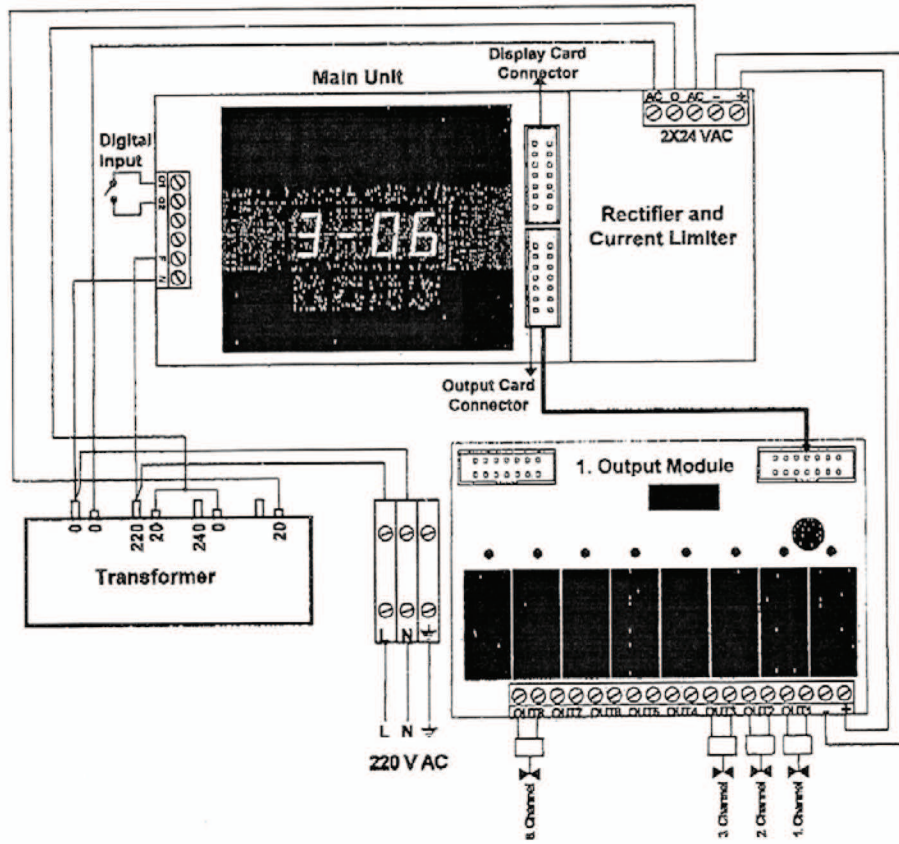 Display Card
Connector
Main Unit
AC 0 AC - +
2X24 VAC
Digital
Input
G1
G2
3-06
Rectifier and
Current Limiter
F
N
Output Card
Connector
1. Output Module
0 0 220 20 240 0 20
Transformer
L N
L N
220 V AC
OUT8 OUT7 OUT6 OUT5 OUT4 OUT3 OUT2 OUT1 - +
8. Channel
3. Channel
2. Channel
1. Channel